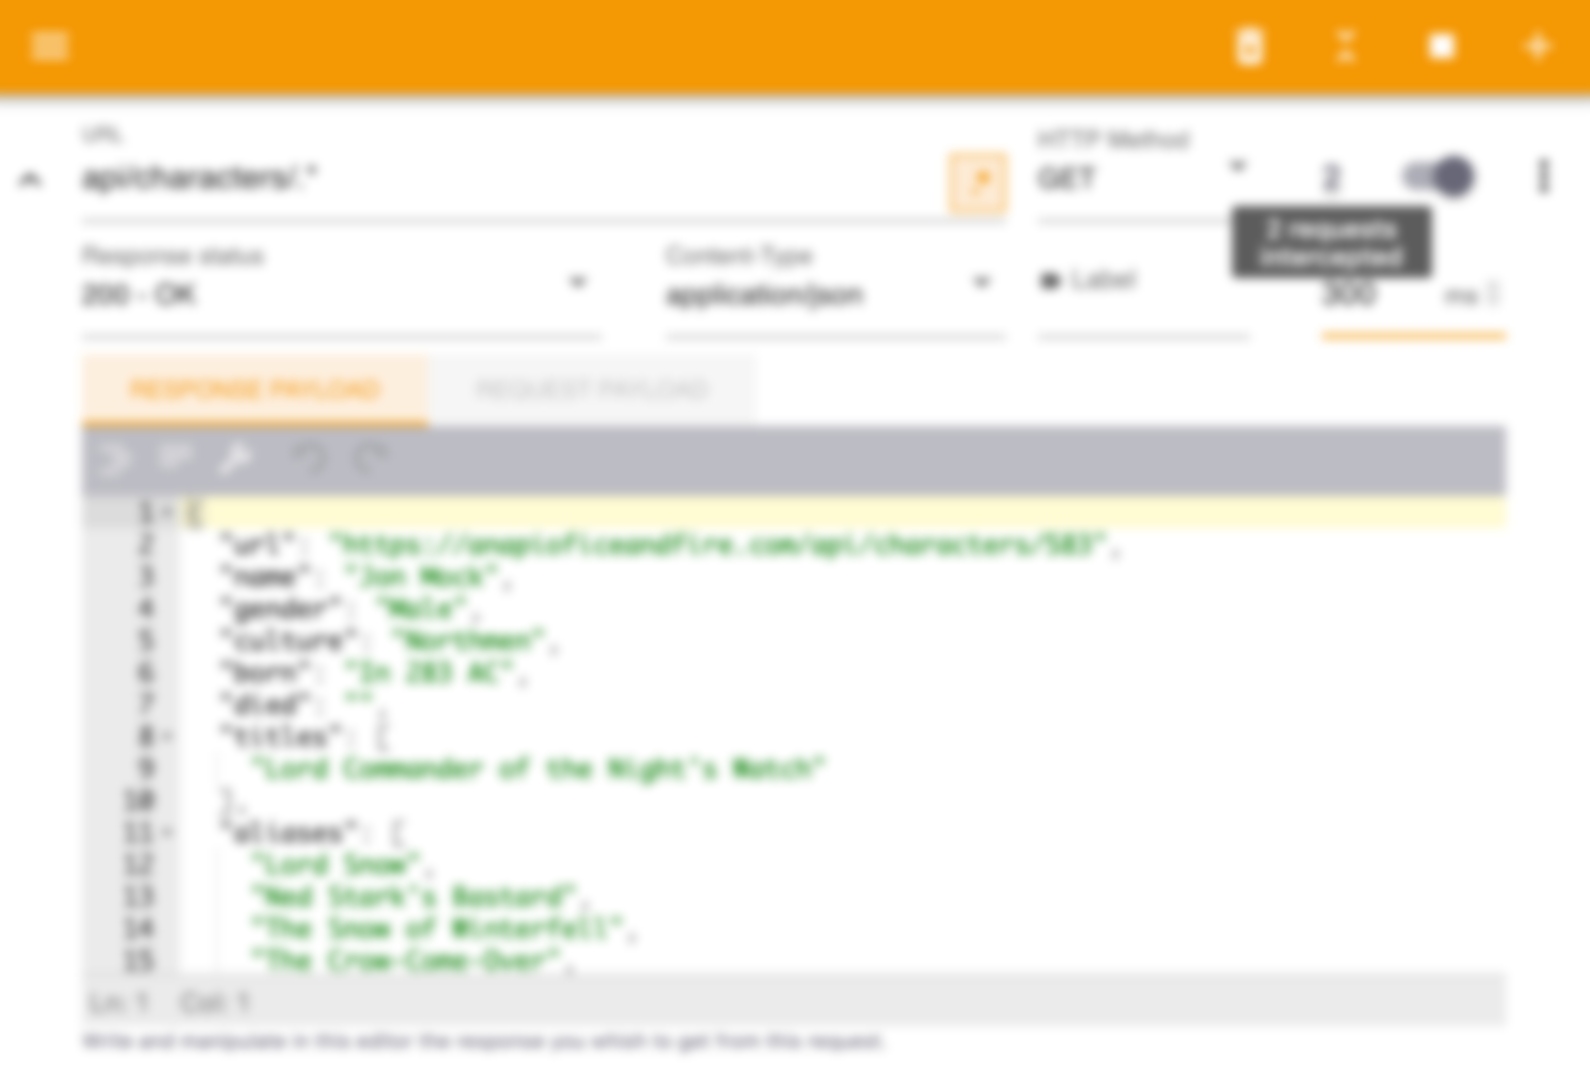 URL
api/characters/.*
HTTP Method
GET
2
2 requests
intercepted
Response status
200 - OK
Content-Type
application/json
Label
300
ms
RESPONSE PAYLOAD
REQUEST PAYLOAD
1 {
2 "url": "https://anapioficeandfire.com/api/characters/583",
3 "name": "Jon Mock",
4 "gender": "Male",
5 "culture": "Northmen",
6 "born": "In 283 AC",
7 "died": "",
8 "titles": [
9 "Lord Commander of the Night's Watch"
10 ],
11 "aliases": [
12 "Lord Snow",
13 "Ned Stark's Bastard",
14 "The Snow of Winterfell",
15 "The Crow-Come-Over",
Ln: 1 Col: 1
Write and manipulate in this editor the response you whish to get from this request.